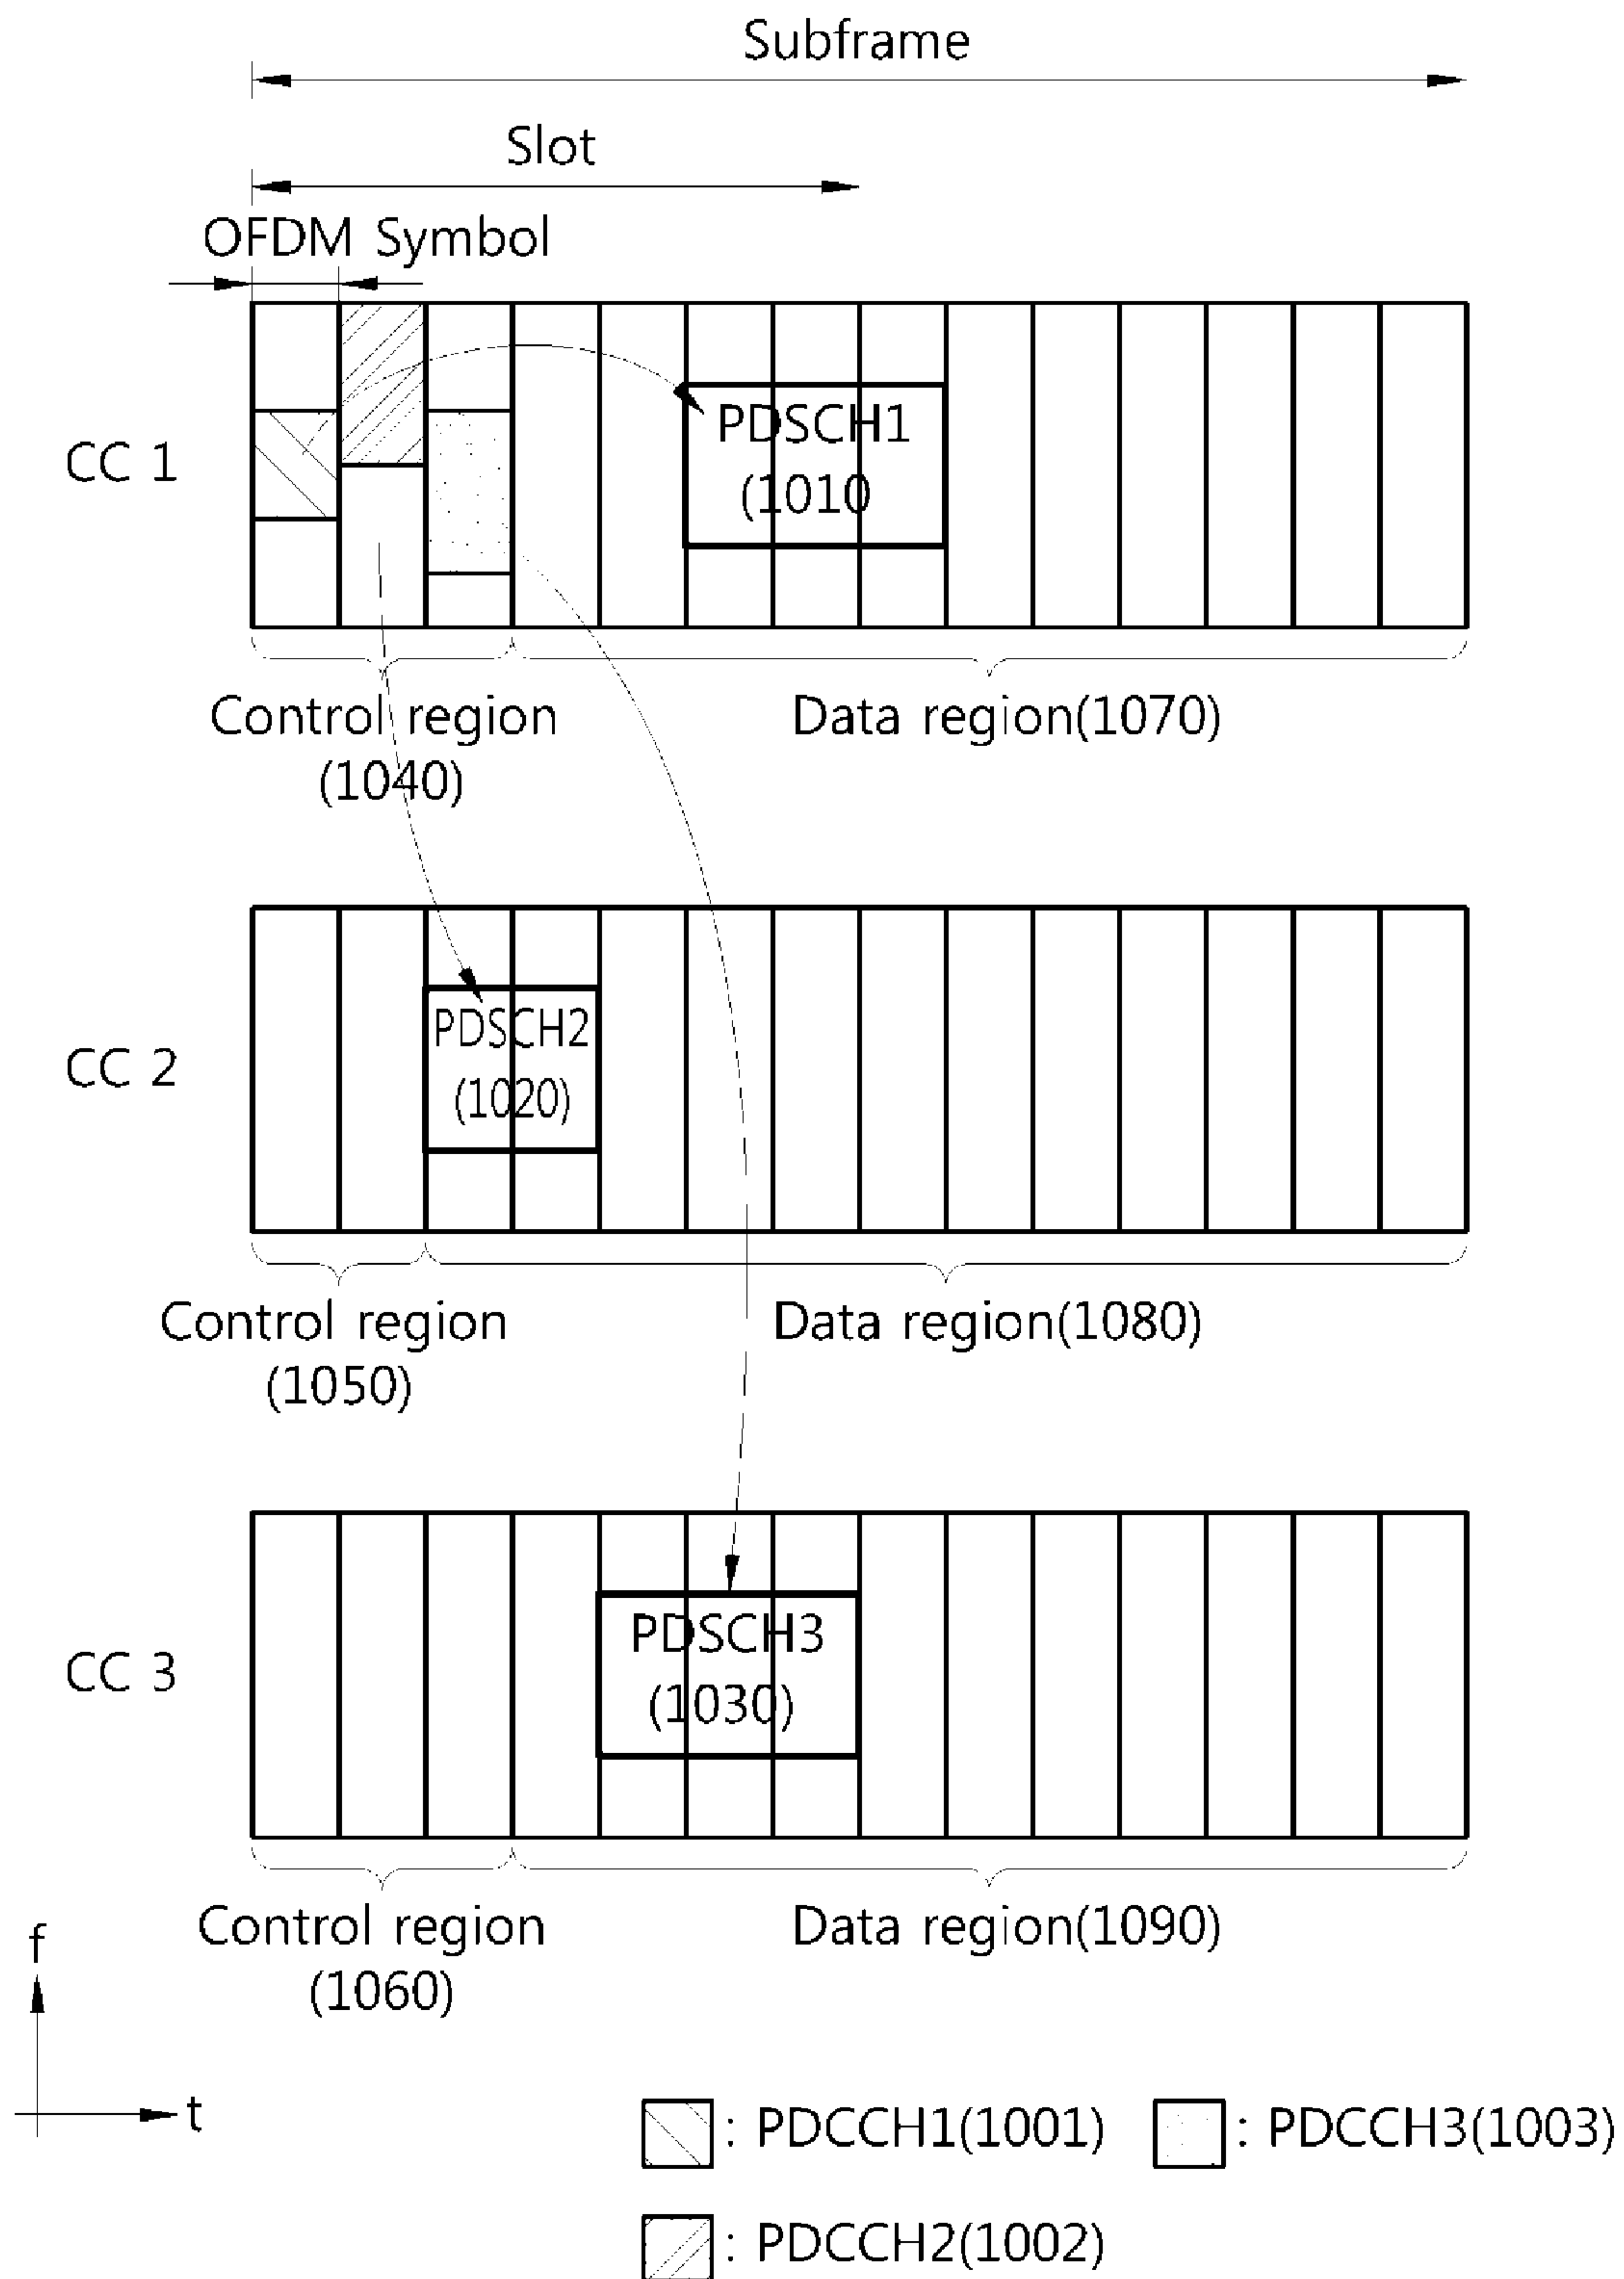 Subframe
Slot
OFDM Symbol
CC 1
PDSCH1
(1010
Control region
(1040)
Data region(1070)
CC 2
PDSCH2
(1020)
Control region
(1050)
Data region(1080)
CC 3
PDSCH3
(1030)
Control region
(1060)
Data region(1090)
f
t
: PDCCH1(1001)
: PDCCH3(1003)
: PDCCH2(1002)